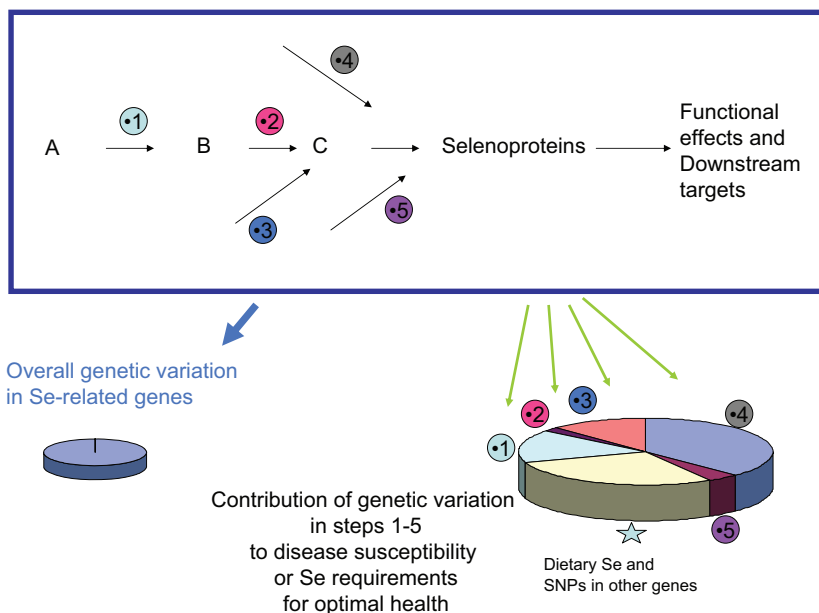 •4
•1
•2
A
B
C
Selenoproteins
Functional
effects and
Downstream
targets
•3
•5
Overall genetic variation
in Se-related genes
•3
•2
•4
•1
Contribution of genetic variation
in steps 1-5
to disease susceptibility
or Se requirements
for optimal health
•5
Dietary Se and
SNPs in other genes